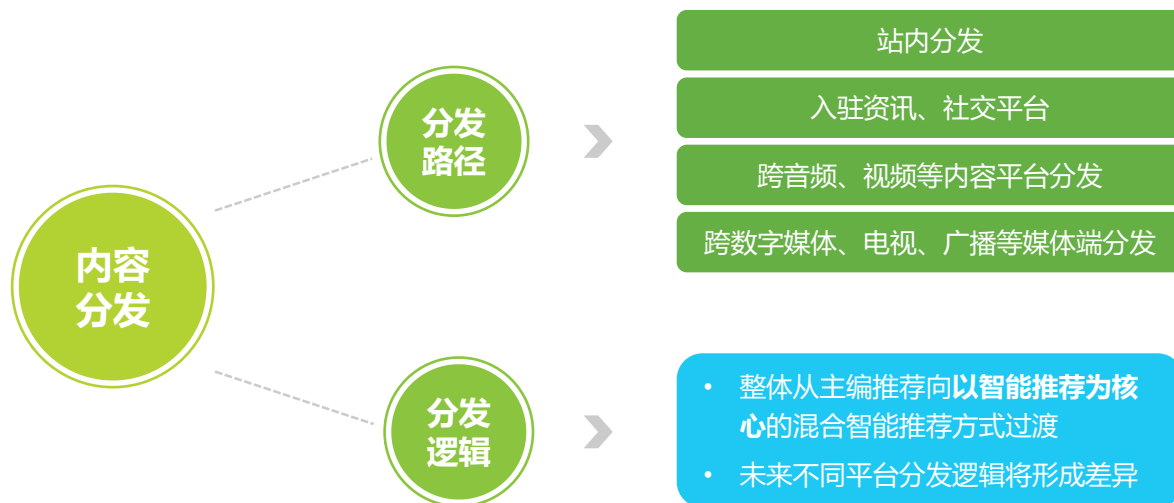 内容
分发
分发
路径
站内分发
入驻资讯、社交平台
跨音频、视频等内容平台分发
跨数字媒体、电视、广播等媒体端分发
分发
逻辑
• 整体从主编推荐向以智能推荐为核
心的混合智能推荐方式过渡
• 未来不同平台分发逻辑将形成差异